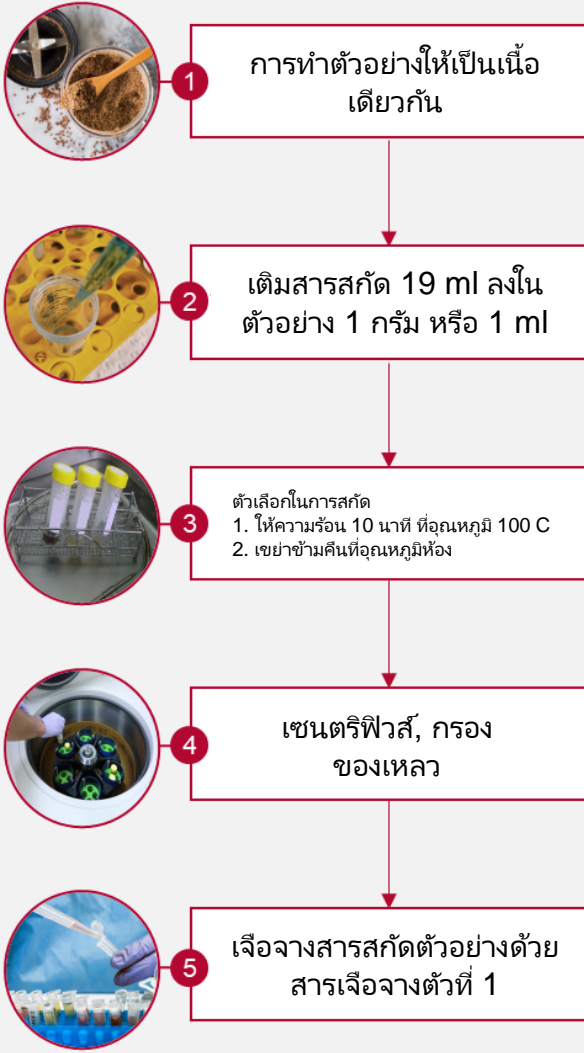 1
การทำตัวอย่างให้เป็นเนื้อ
เดียวกัน
2
เติมสารสกัด 19 ml ลงใน
ตัวอย่าง 1 กรัม หรือ 1 ml
3
ตัวเลือกในการสกัด
1. ให้ความร้อน 10 นาที ที่อุณหภูมิ 100 C
2. เขย่าข้ามคืนที่อุณหภูมิห้อง
4
เซนตริฟิวส์, กรอง
ของเหลว
5
เจือจางสารสกัดตัวอย่างด้วย
สารเจือจางตัวที่ 1